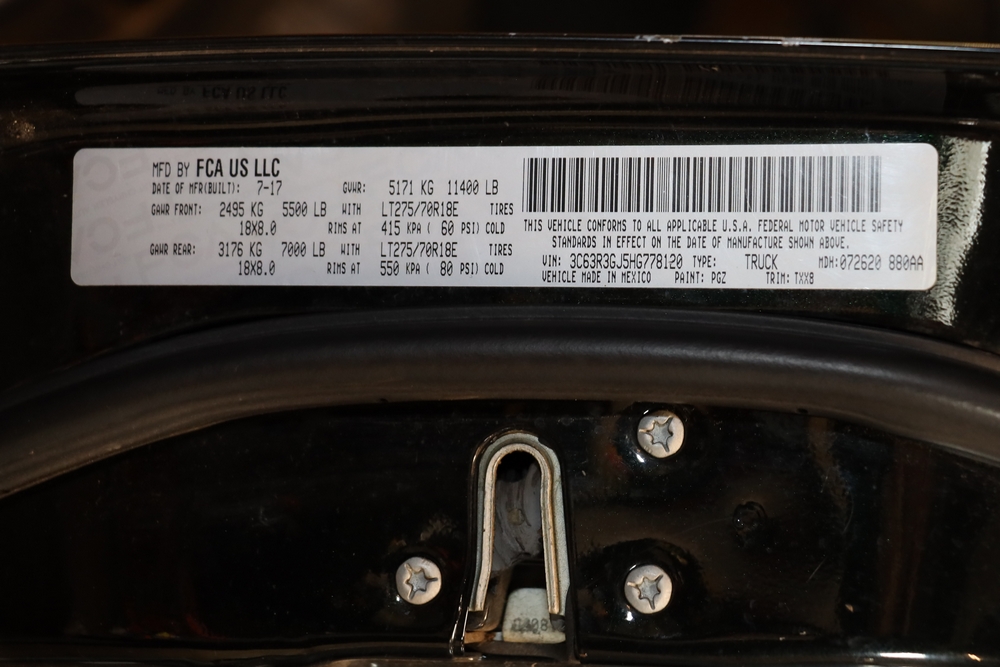 MFD BY FCA US LLC
DATE OF MFR(BUILT): 7-17 GVWR: 5171 KG 11400 LB
GAWR FRONT: 2495 KG 5500 LB WITH LT275/70R18E TIRES
18X8.0 RIMS AT 415 KPA ( 60 PSI) COLD
GAWR REAR: 3176 KG 7000 LB WITH LT275/70R18E TIRES
18X8.0 RIMS AT 550 KPA ( 80 PSI) COLD
THIS VEHICLE CONFORMS TO ALL APPLICABLE U.S.A. FEDERAL MOTOR VEHICLE SAFETY
STANDARDS IN EFFECT ON THE DATE OF MANUFACTURE SHOWN ABOVE.
VIN: 3C63R3GJ5HG778120 TYPE: TRUCK MDH:072620 880AA
VEHICLE MADE IN MEXICO PAINT: PGZ TRIM: TXX8